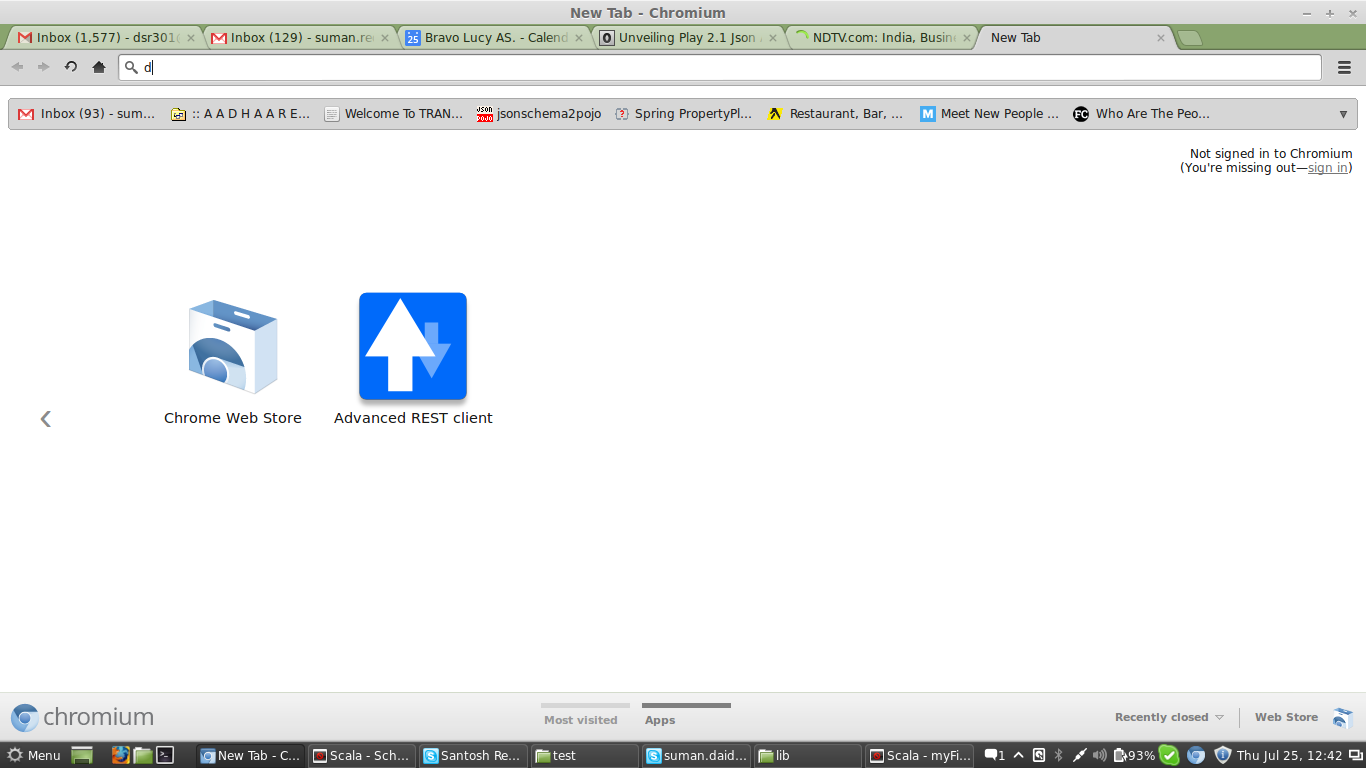 New Tab - Chromium
Inbox (1,577) - dsr301
Inbox (129) - suman.re
Bravo Lucy AS. - Calend
Unveiling Play 2.1 Json
NDTV.com: India, Busin
New Tab
d
Inbox (93) - sum...
:: A A D H A A R E...
Welcome To TRAN...
JSON POJO jsonschema2pojo
Spring PropertyPl...
Restaurant, Bar, ...
M Meet New People ...
FC Who Are The Peo...
Not signed in to Chromium
(You're missing out—sign in)
Chrome Web Store
Advanced REST client
‹
chromium
Most visited
Apps
Recently closed
Web Store
Menu
New Tab - C...
Scala - Sch...
Santosh Re...
test
suman.daid...
lib
Scala - myFi...
1
93%
Thu Jul 25, 12:42